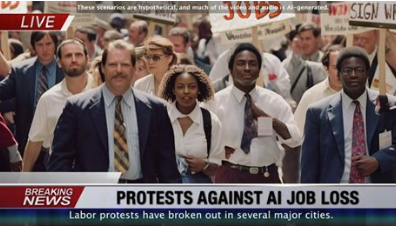 These scenarios are hypothetical, and much of the video and audio is AI-generated.
LIVE
JOBS
SIGN
BREAKING NEWS
PROTESTS AGAINST AI JOB LOSS
Labor protests have broken out in several major cities.